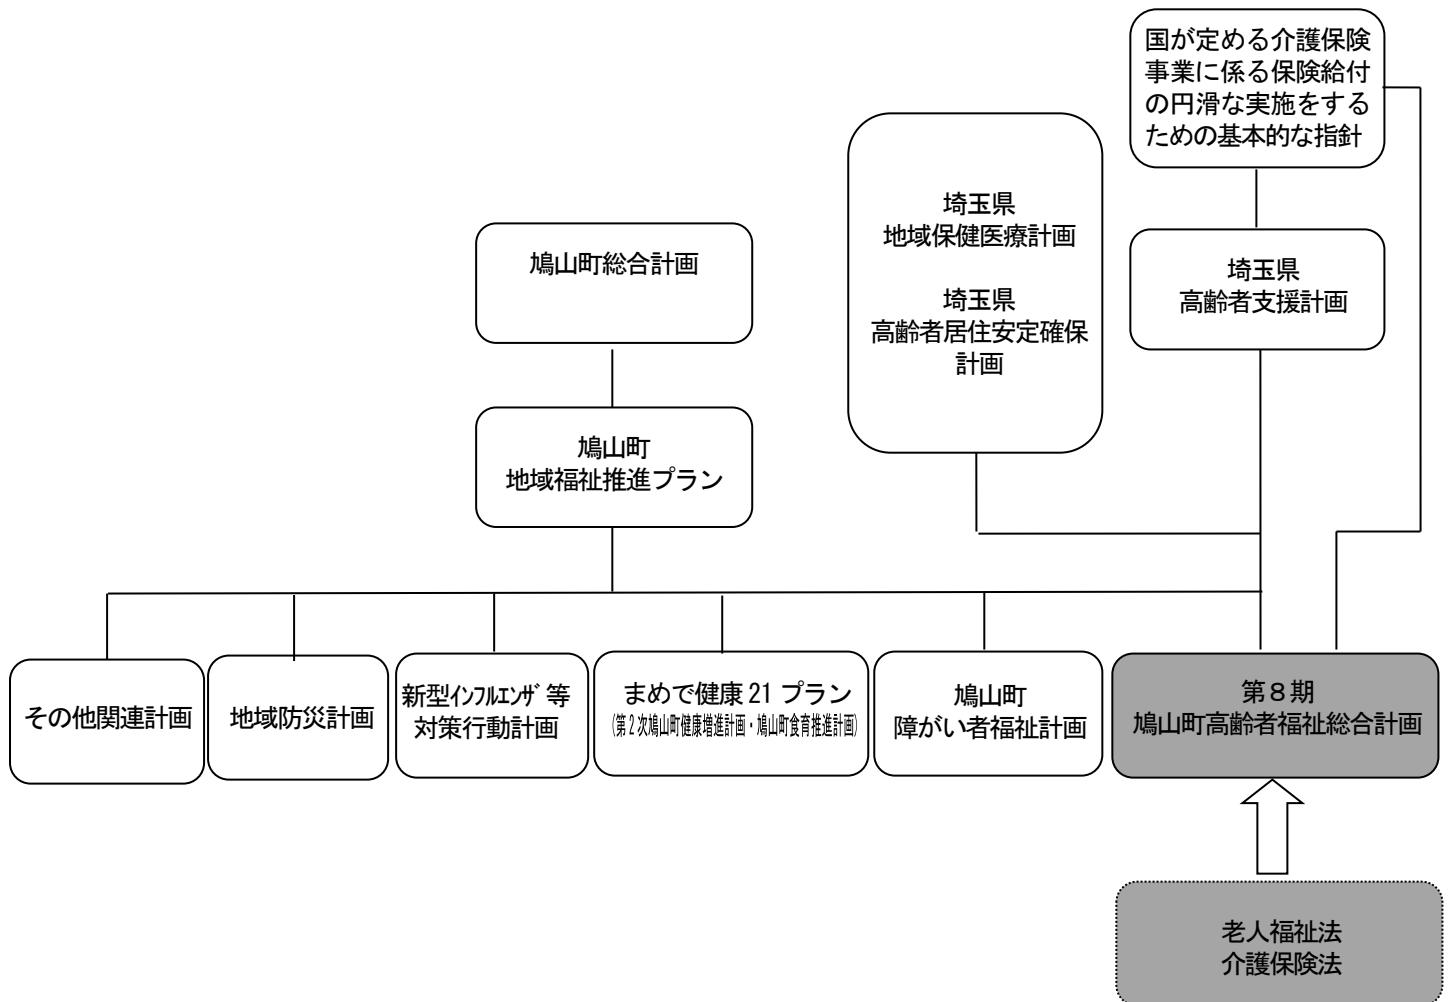 国が定める介護保険
事業に係る保険給付
の円滑な実施をする
ための基本的な指針
埼玉県
地域保健医療計画
埼玉県
高齢者居住安定確保
計画
埼玉県
高齢者支援計画
鳩山町総合計画
鳩山町
地域福祉推進プラン
その他関連計画
地域防災計画
新型ｲﾝﾌﾙｴﾝｻﾞ等
対策行動計画
まめで健康21 プラン
(第2次鳩山町健康増進計画・鳩山町食育推進計画)
鳩山町
障がい者福祉計画
第８期
鳩山町高齢者福祉総合計画
老人福祉法
介護保険法